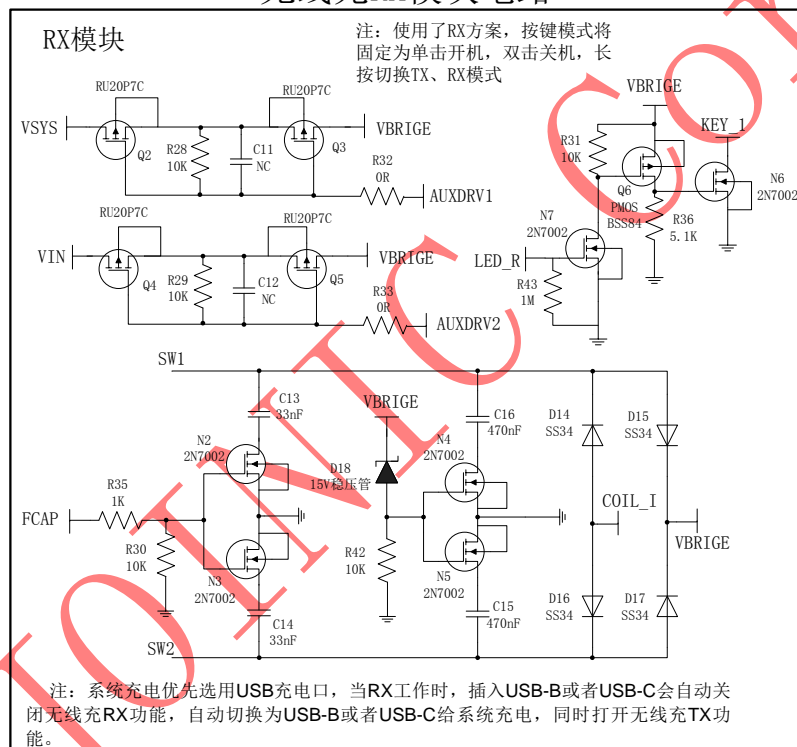 RX模块
注: 使用了RX方案, 按键模式将
固定为单击开机, 双击关机, 长
按切换TX、RX模式
RU20P7C
RU20P7C
VSYS
VBRIGE
Q2
R28
10K
C11
NC
Q3
R32
0R
AUXDRV1
RU20P7C
RU20P7C
VIN
VBRIGE
Q4
R29
10K
C12
NC
Q5
R33
0R
AUXDRV2
VBRIGE
KEY_1
R31
10K
Q6
PMOS
BSS84
N6
2N7002
R36
5.1K
N7
2N7002
LED_R
R43
1M
SW1
C13
33nF
VBRIGE
C16
470nF
D14
SS34
D15
SS34
N2
2N7002
D18
15V稳压管
N4
2N7002
R35
1K
FCAP
COIL_I
VBRIGE
R30
10K
N3
2N7002
R42
10K
N5
2N7002
C14
33nF
C15
470nF
D16
SS34
D17
SS34
SW2
注: 系统充电优先选用USB充电口, 当RX工作时, 插入USB-B或者USB-C会自动关
闭无线充RX功能, 自动切换为USB-B或者USB-C给系统充电, 同时打开无线充TX功
能。